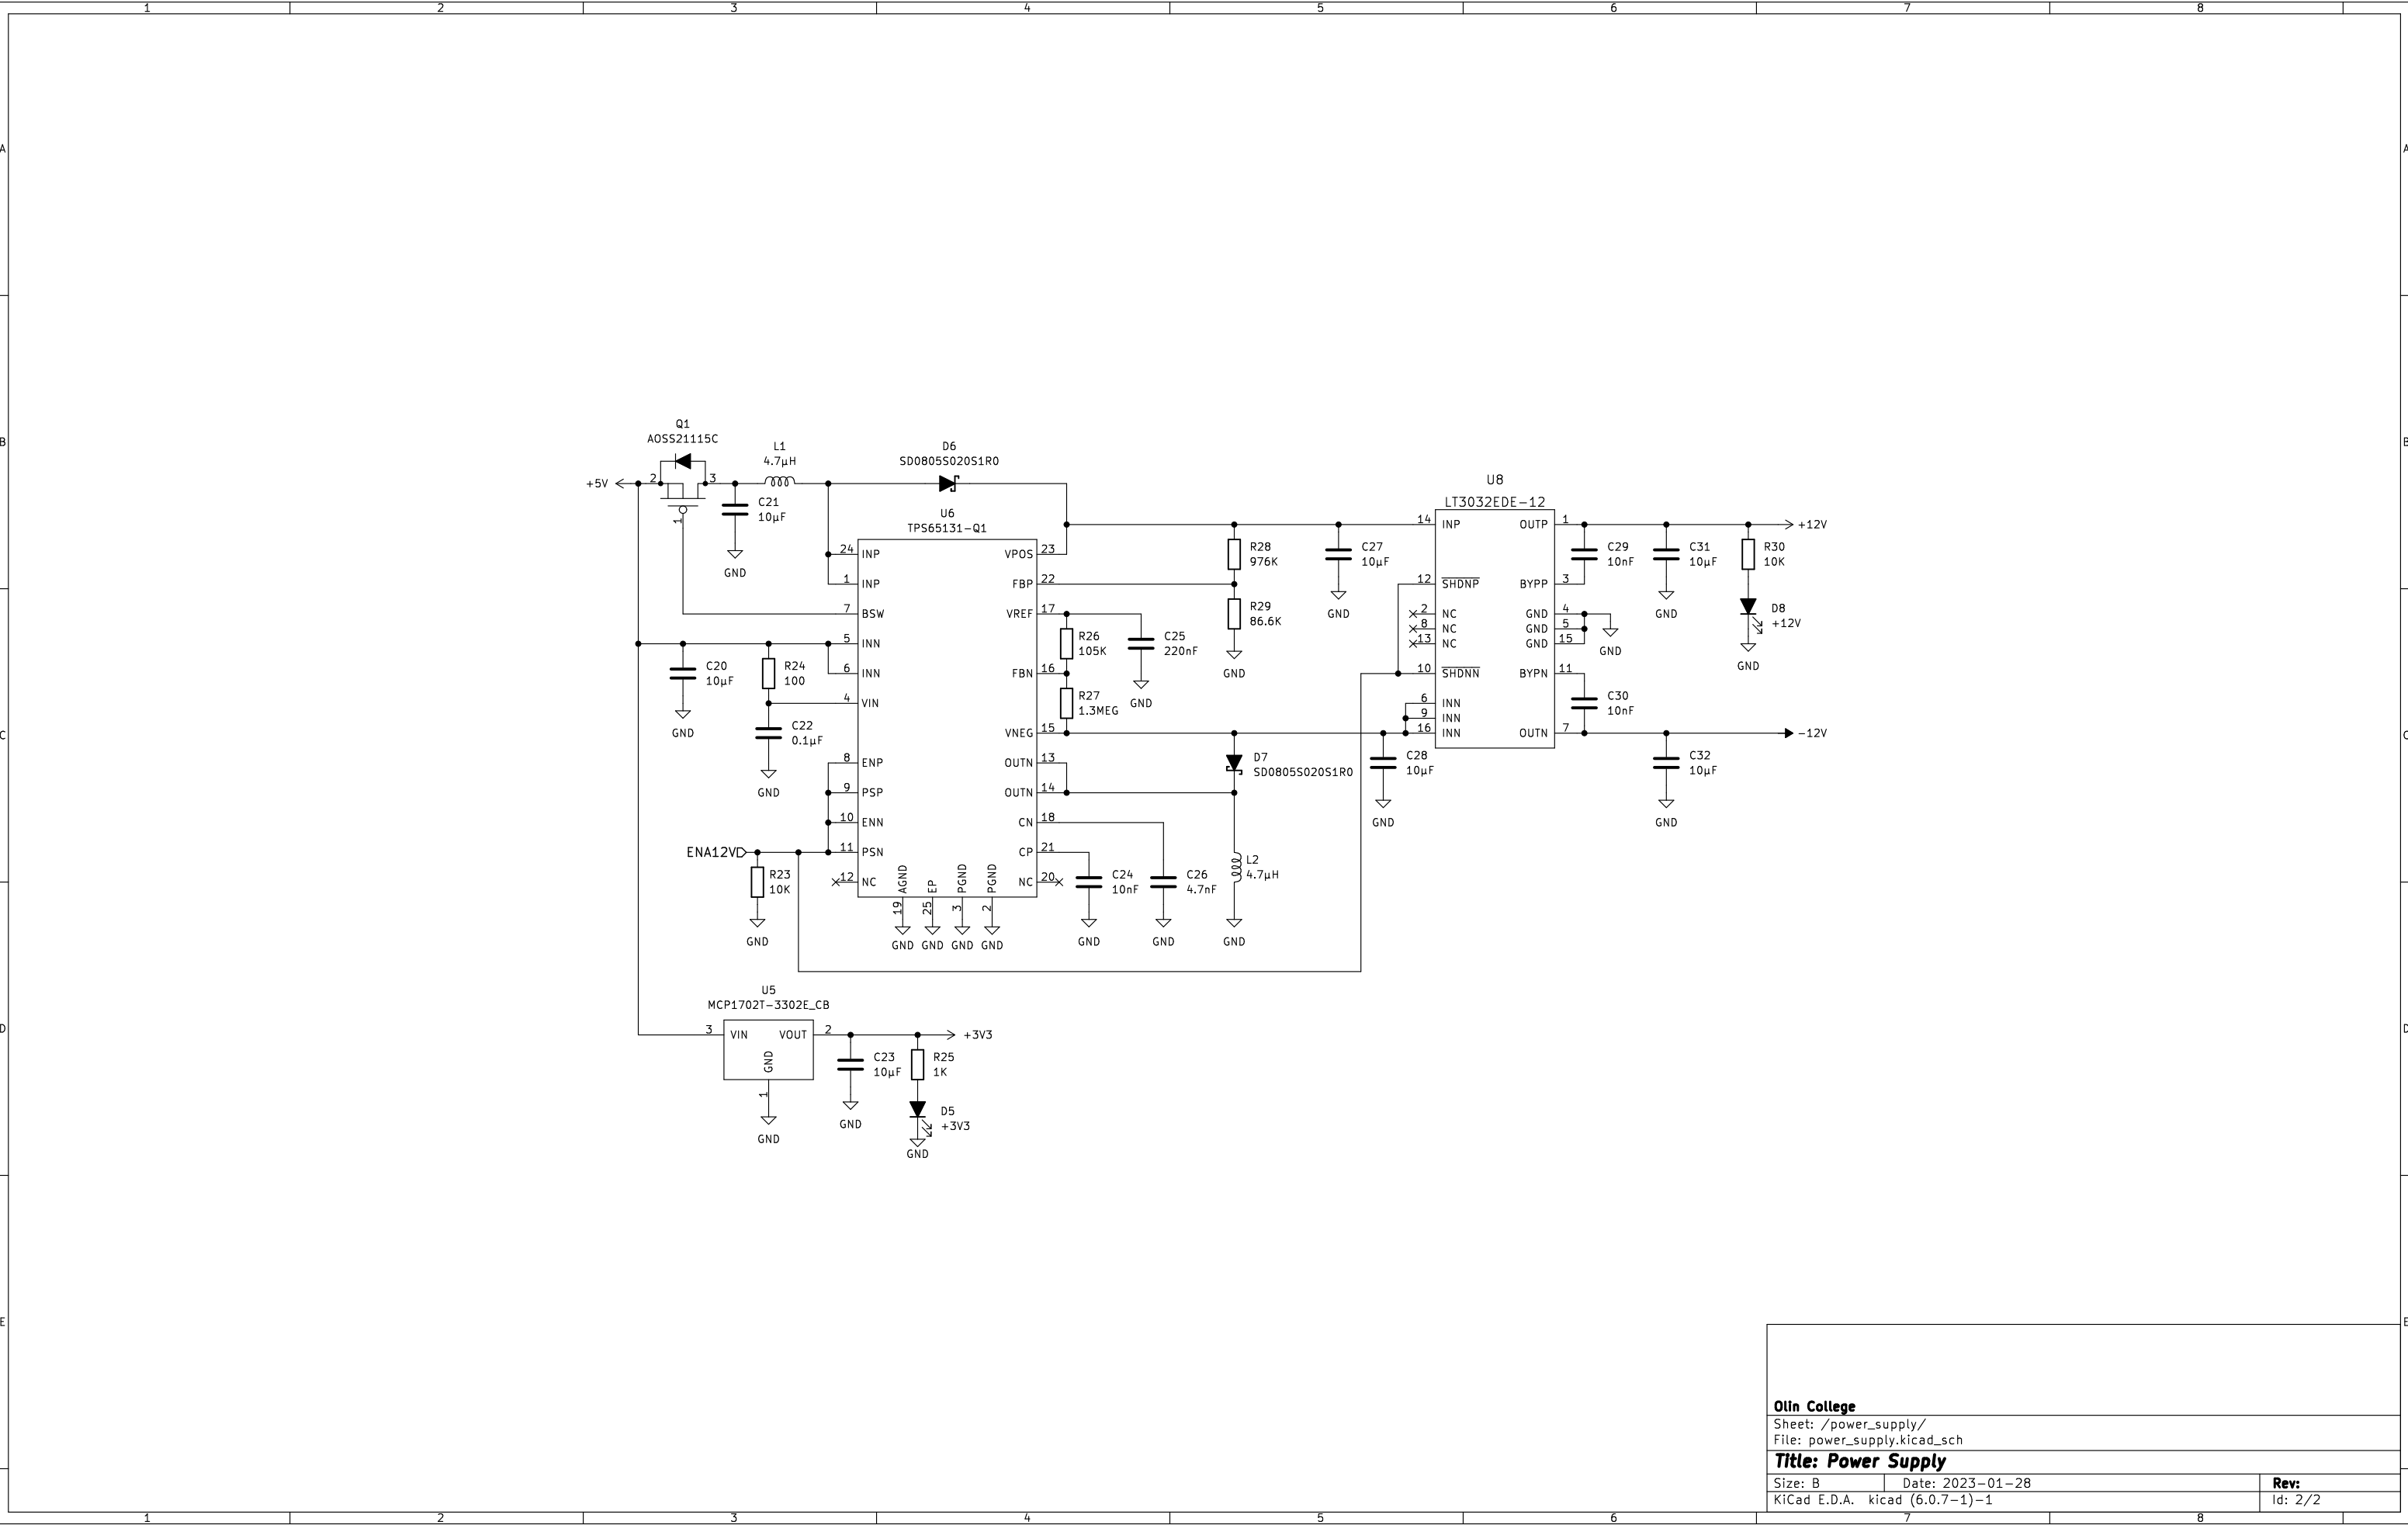 1 2 3 4 5 6 7 8
A A
B B
C C
D D
E E
Q1
AOSS21115C
+5V
2
3
1
L1
4.7µH
C21
10µF
GND
D6
SD0805S020S1R0
U6
TPS65131-Q1
24 INP
1 INP
7 BSW
5 INN
6 INN
4 VIN
8 ENP
9 PSP
10 ENN
11 PSN
12 NC
VPOS 23
FBP 22
VREF 17
FBN 16
VNEG 15
OUTN 13
OUTN 14
CN 18
CP 21
NC 20
AGND 19
EP 25
PGND 3
PGND 2
GND GND GND GND
C20
10µF
GND
R24
100
C22
0.1µF
GND
ENA12V
R23
10K
GND
R26
105K
R27
1.3MEG
C25
220nF
GND
R28
976K
R29
86.6K
GND
C27
10µF
GND
D7
SD0805S020S1R0
C28
10µF
GND
C24
10nF
GND
C26
4.7nF
GND
L2
4.7µH
GND
U8
LT3032EDE-12
14 INP
12 SHDNP
2 NC
8 NC
13 NC
10 SHDNN
6 INN
9 INN
16 INN
OUTP 1
BYPP 3
GND 4
GND 5
GND 15
BYPN 11
OUTN 7
GND
C29
10nF
C31
10µF
GND
R30
10K
D8
+12V
GND
+12V
C30
10nF
C32
10µF
GND
-12V
U5
MCP1702T-3302E_CB
3 VIN
VOUT 2
GND
1
GND
C23
10µF
GND
R25
1K
D5
+3V3
GND
+3V3
Olin College
Sheet: /power_supply/
File: power_supply.kicad_sch
Title: Power Supply
Size: B Date: 2023-01-28 Rev:
KiCad E.D.A. kicad (6.0.7-1)-1 Id: 2/2
1 2 3 4 5 6 7 8